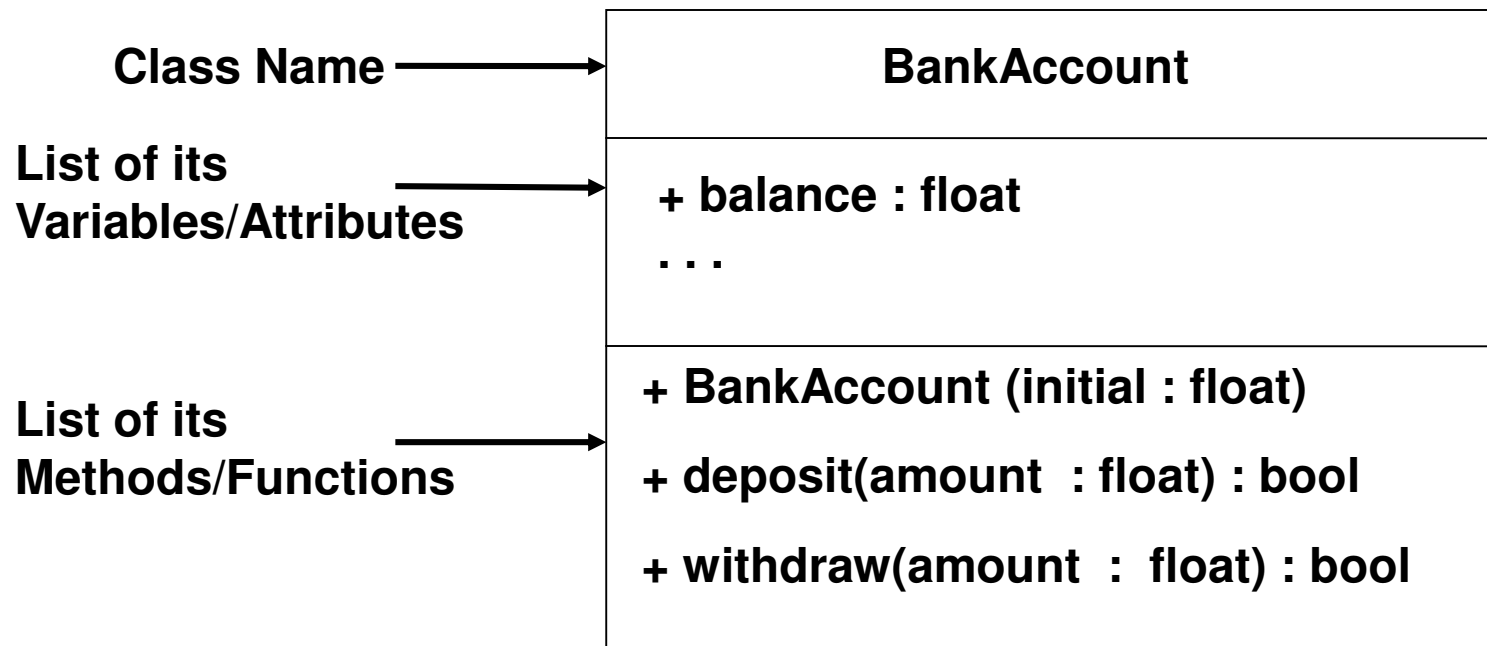 Class Name
BankAccount
List of its
Variables/Attributes
+ balance : float
. . .
List of its
Methods/Functions
+ BankAccount (initial : float)
+ deposit(amount : float) : bool
+ withdraw(amount : float) : bool